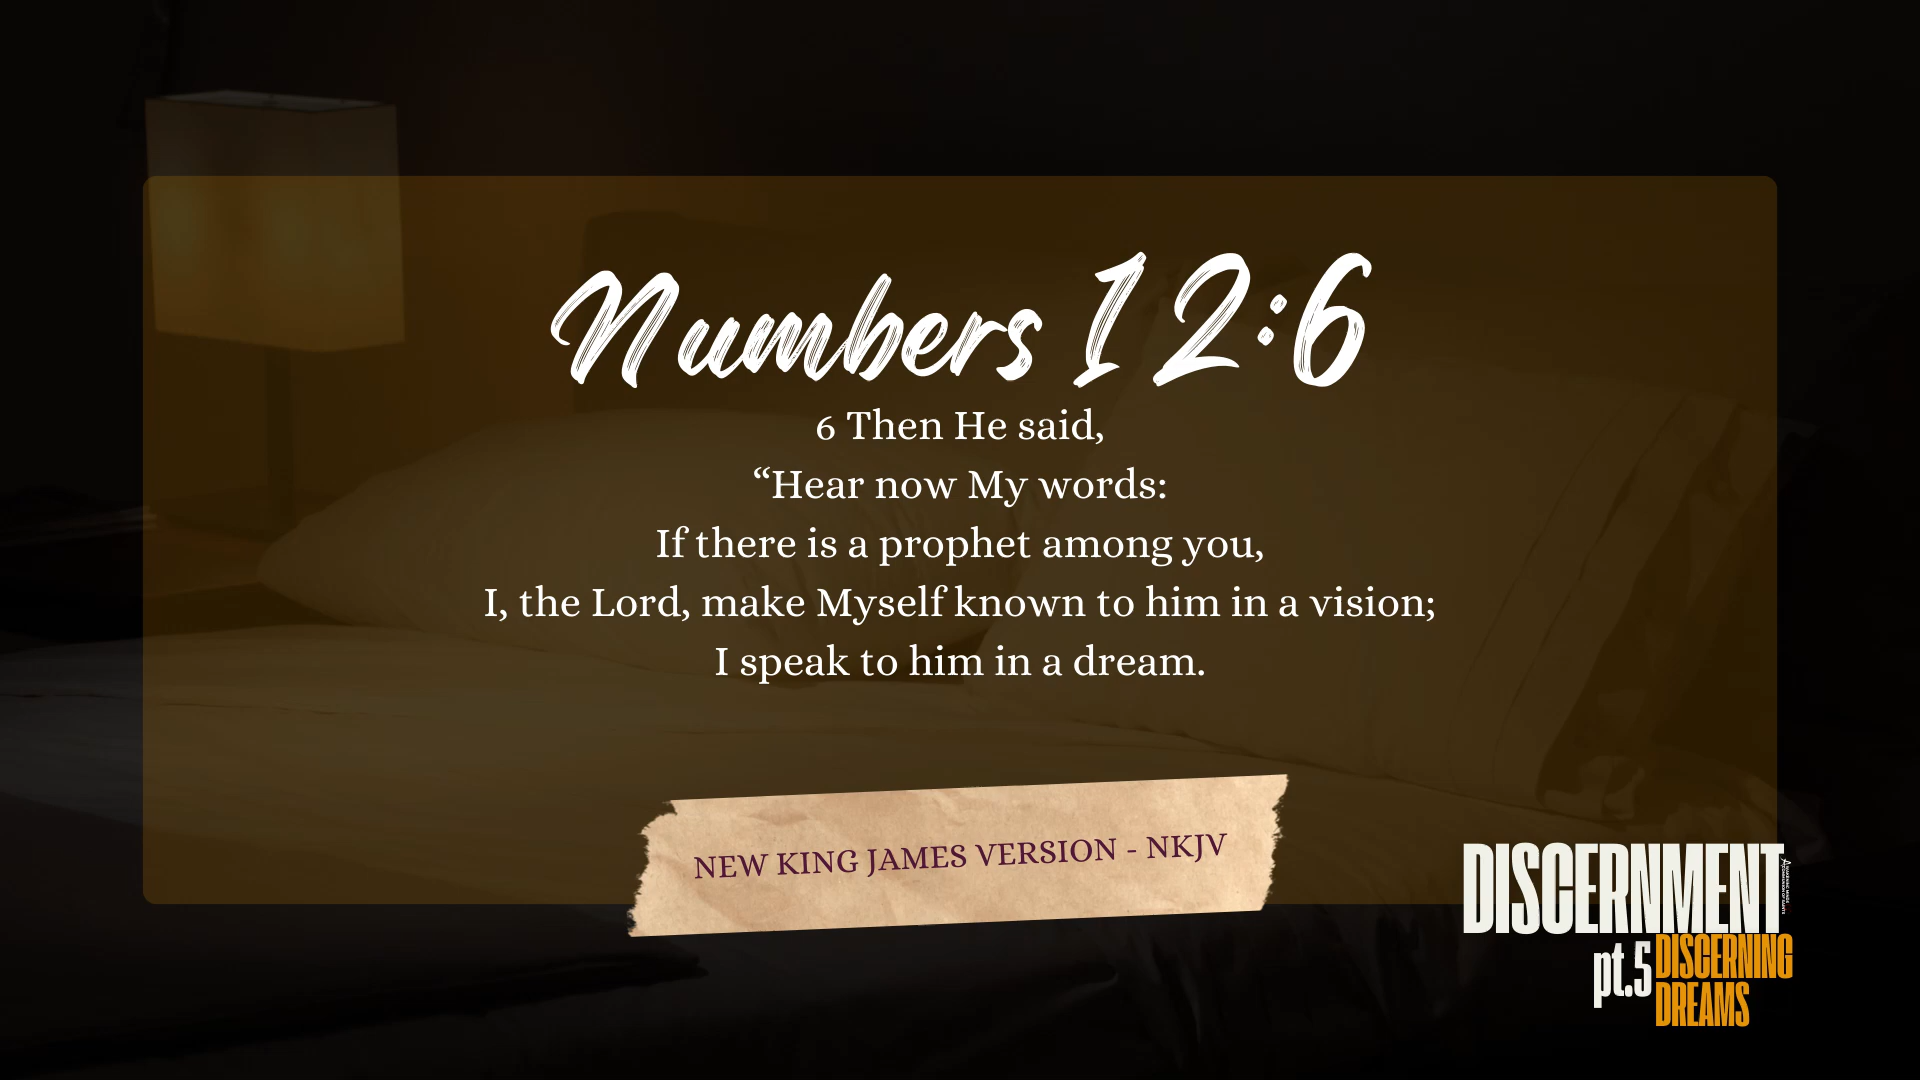 Numbers 12:6
6 Then He said,
“Hear now My words:
If there is a prophet among you,
I, the Lord, make Myself known to him in a vision;
I speak to him in a dream.
NEW KING JAMES VERSION - NKJV
DISCERNMENT
pt.5 DISCERNING
DREAMS